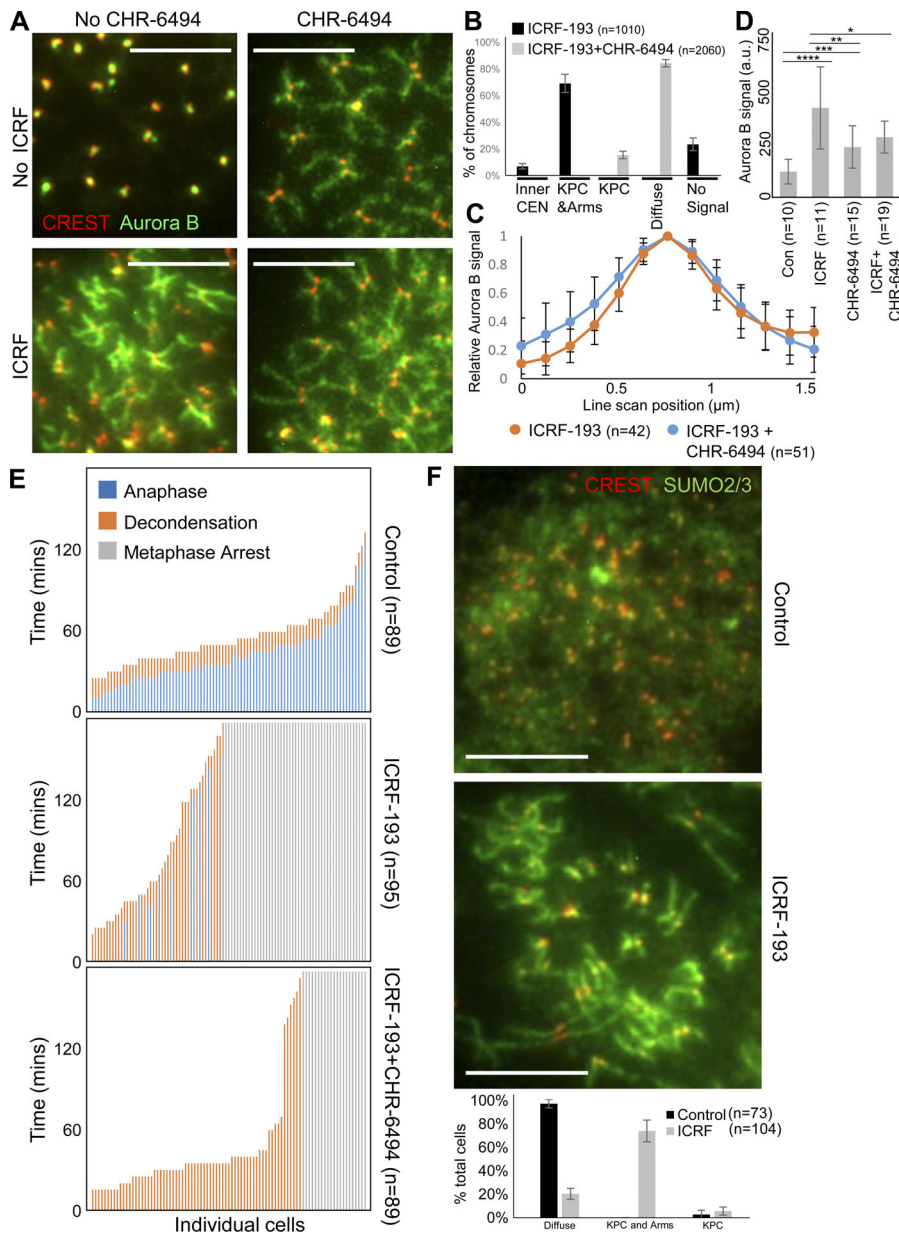 A
No CHR-6494
CHR-6494
No ICRF
CREST Aurora B
ICRF
B
ICRF-193 (n=1010)
ICRF-193+CHR-6494 (n=2060)
% of chromosomes
100%
80%
60%
40%
20%
0%
Inner CEN
KPC &Arms
KPC
Diffuse
No Signal
C
Relative Aurora B signal
1
0.8
0.6
0.4
0.2
0
0
0.5
1
1.5
Line scan position (µm)
ICRF-193 (n=42)
ICRF-193 +
CHR-6494 (n=51)
D
Aurora B signal (a.u.)
750
500
250
0
*
**
***
****
Con (n=10)
ICRF (n=11)
CHR-6494 (n=15)
ICRF+ (n=19)
CHR-6494
E
Anaphase
Decondensation
Metaphase Arrest
Time (mins)
120
60
0
Control (n=89)
Time (mins)
120
60
0
ICRF-193 (n=95)
Time (mins)
120
60
0
ICRF-193+CHR-6494 (n=89)
Individual cells
F
CREST SUMO2/3
Control
ICRF-193
% total cells
100%
80%
60%
40%
20%
0%
Control (n=73)
ICRF (n=104)
Diffuse
KPC and Arms
KPC